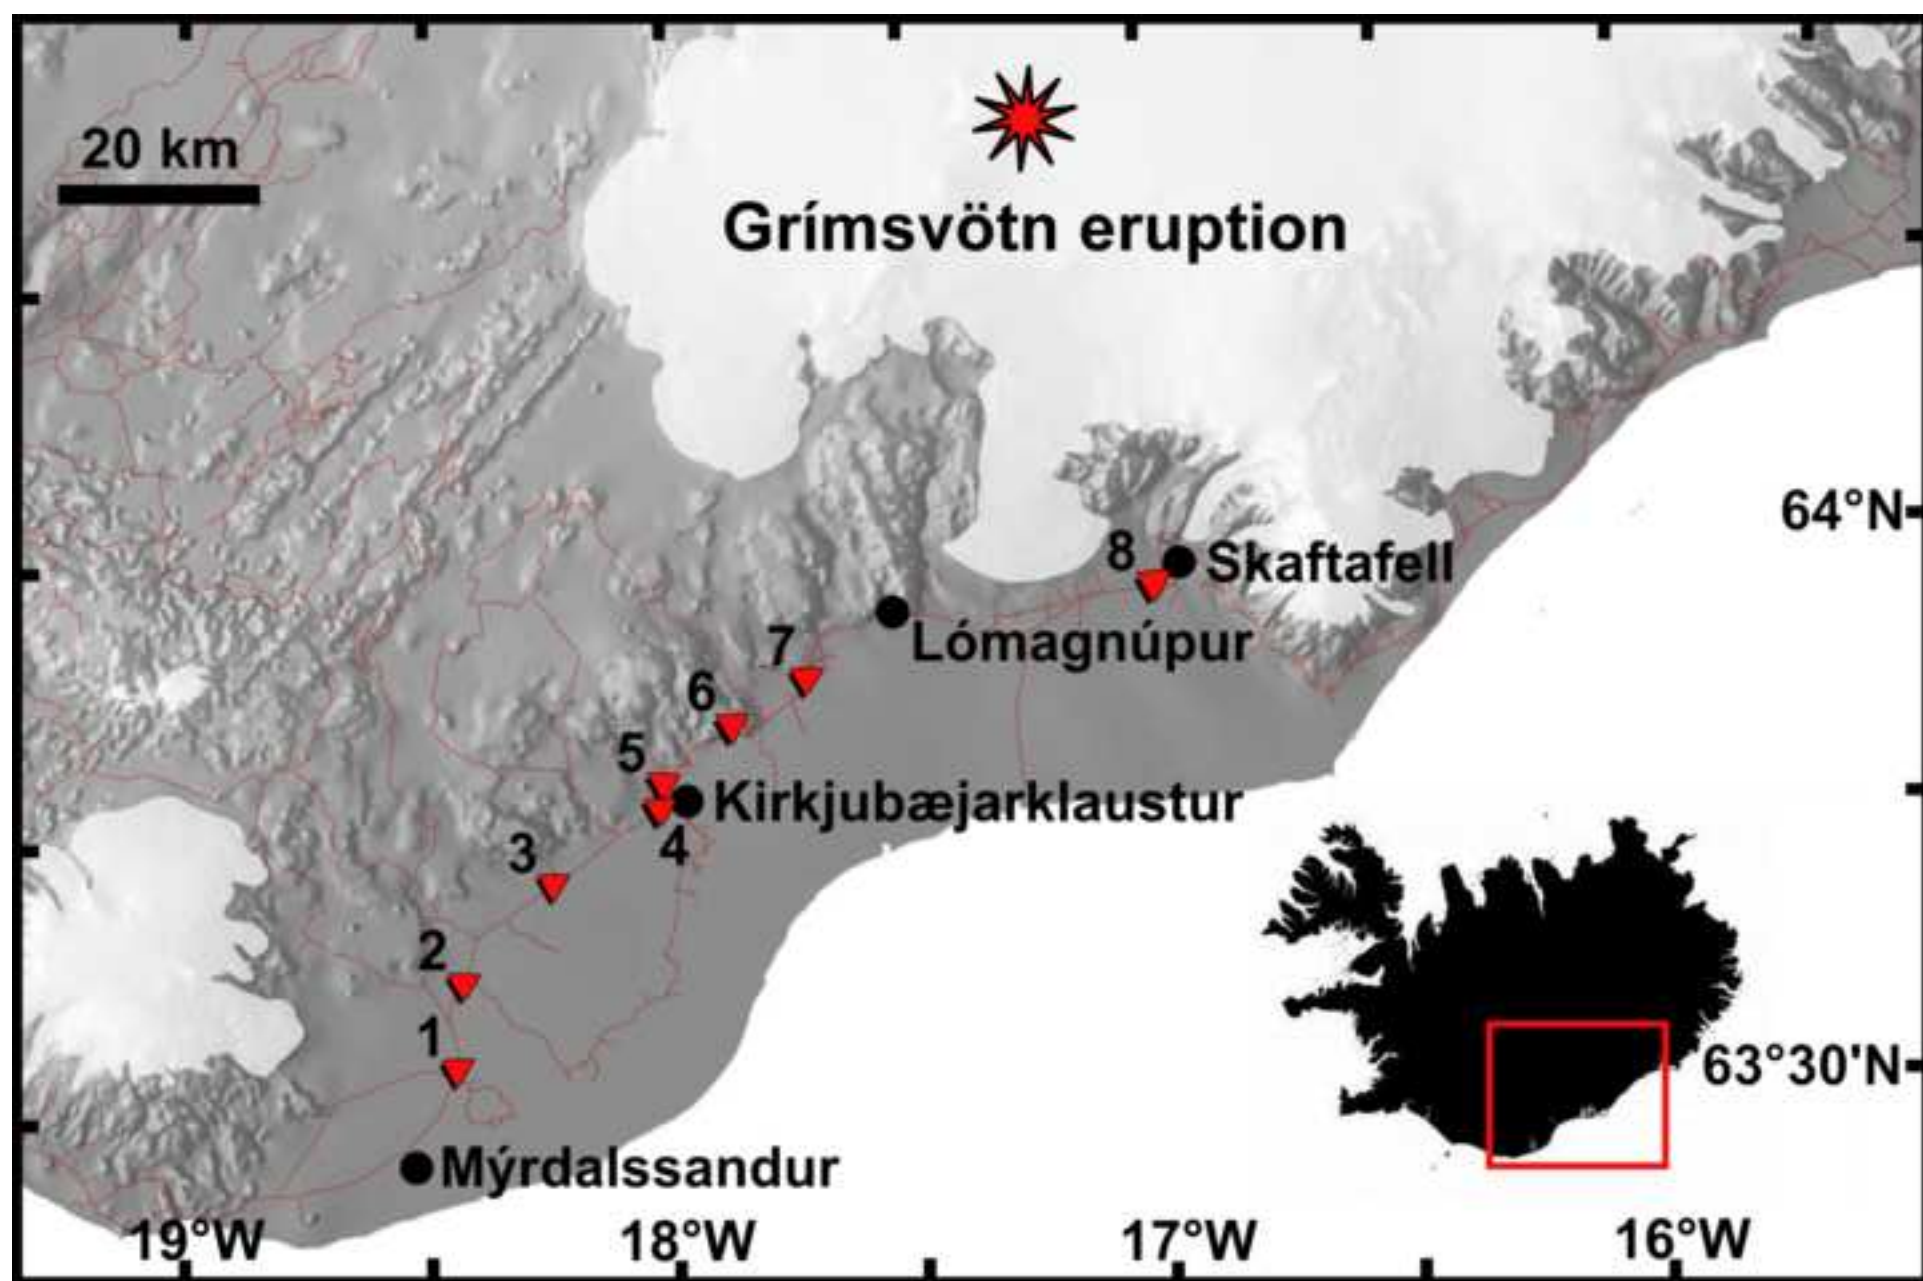 20 km
Grímsvötn eruption
64°N
8
Skaftafell
Lómagnúpur
7
6
5
Kirkjubæjarklaustur
4
3
2
1
63°30'N
Mýrdalssandur
19°W
18°W
17°W
16°W